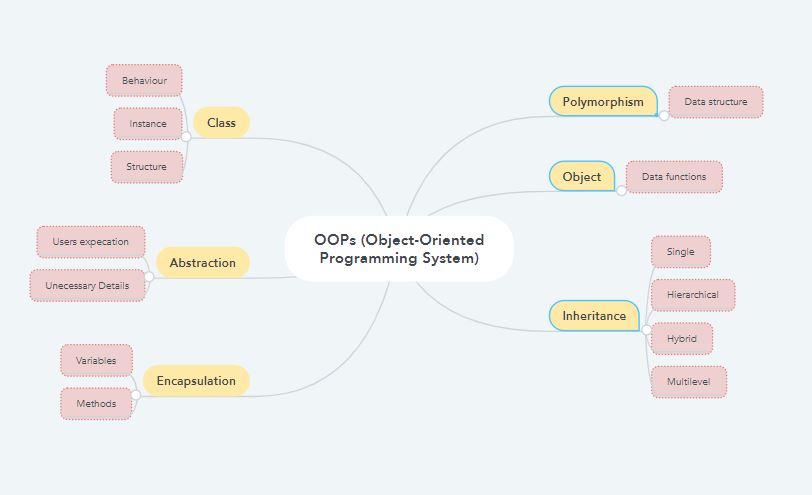 OOPs (Object-Oriented
Programming System)
Class
Behaviour
Instance
Structure
Abstraction
Users expecation
Unecessary Details
Encapsulation
Variables
Methods
Polymorphism
Data structure
Object
Data functions
Inheritance
Single
Hierarchical
Hybrid
Multilevel